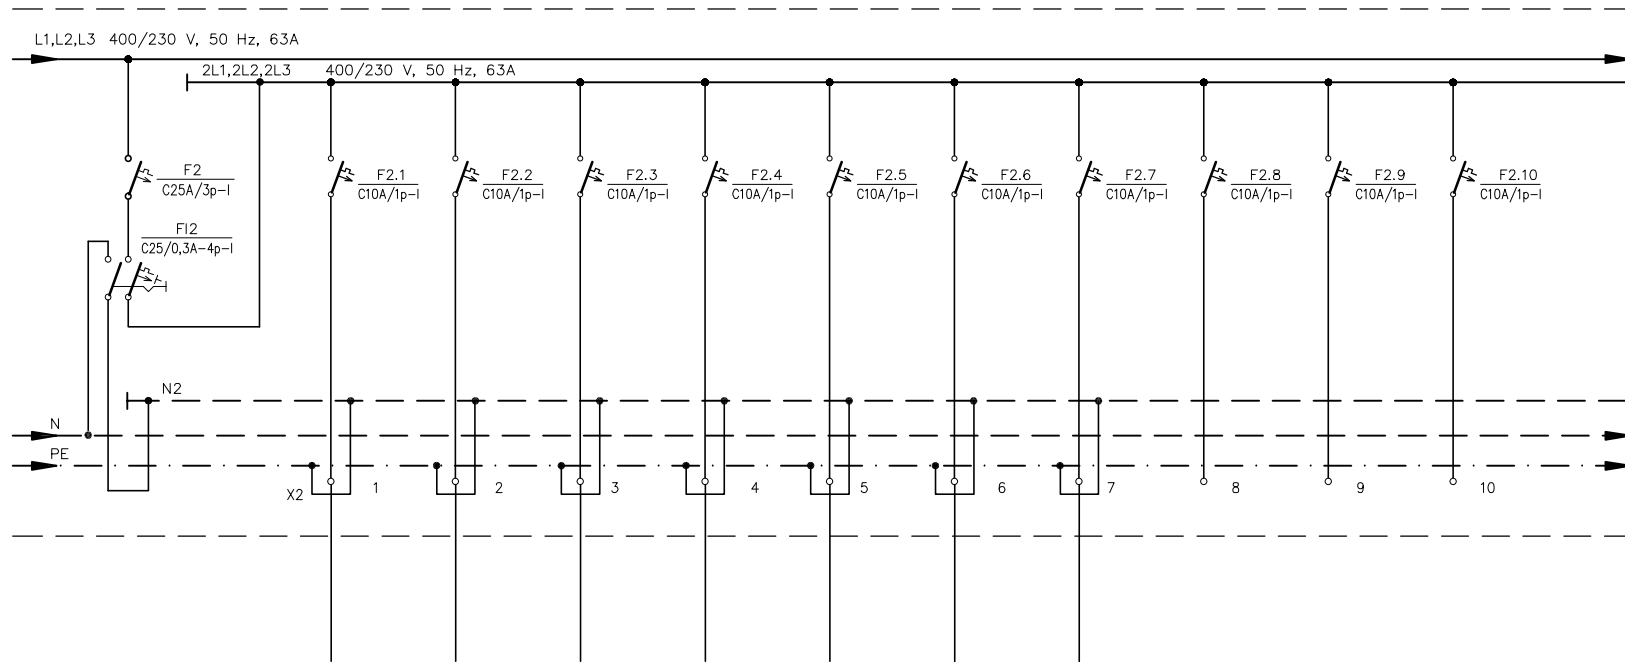 L1,L2,L3 400/230 V, 50 Hz, 63A
2L1,2L2,2L3 400/230 V, 50 Hz, 63A
F2
C25A/3p-I
F2.1
C10A/1p-I
F2.2
C10A/1p-I
F2.3
C10A/1p-I
F2.4
C10A/1p-I
F2.5
C10A/1p-I
F2.6
C10A/1p-I
F2.7
C10A/1p-I
F2.8
C10A/1p-I
F2.9
C10A/1p-I
F2.10
C10A/1p-I
FI2
C25/0,3A-4p-I
N2
N
PE
X2 1 2 3 4 5 6 7 8 9 10